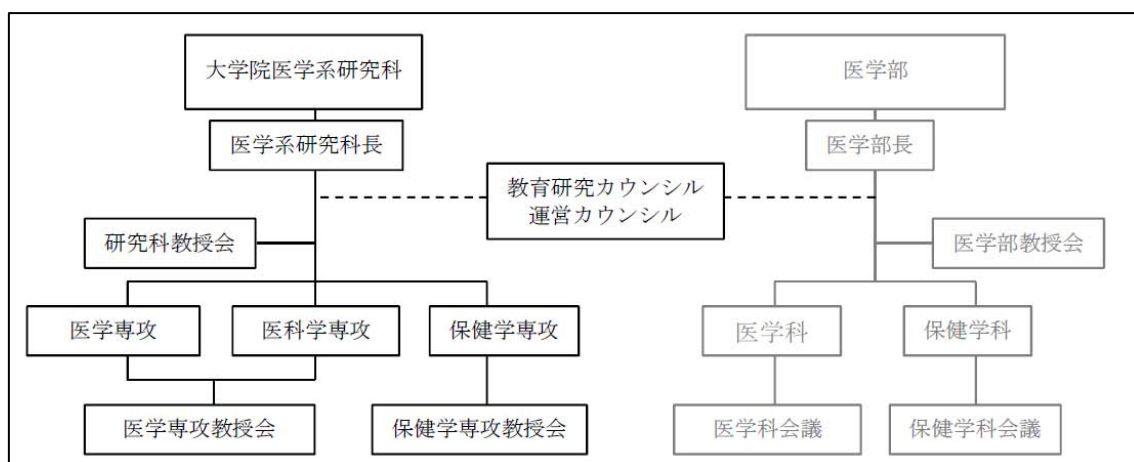 大学院医学系研究科
医学部
医学系研究科長
医学部長
教育研究カウンシル
運営カウンシル
研究科教授会
医学部教授会
医学専攻
医科学専攻
保健学専攻
医学科
保健学科
医学専攻教授会
保健学専攻教授会
医学科会議
保健学科会議